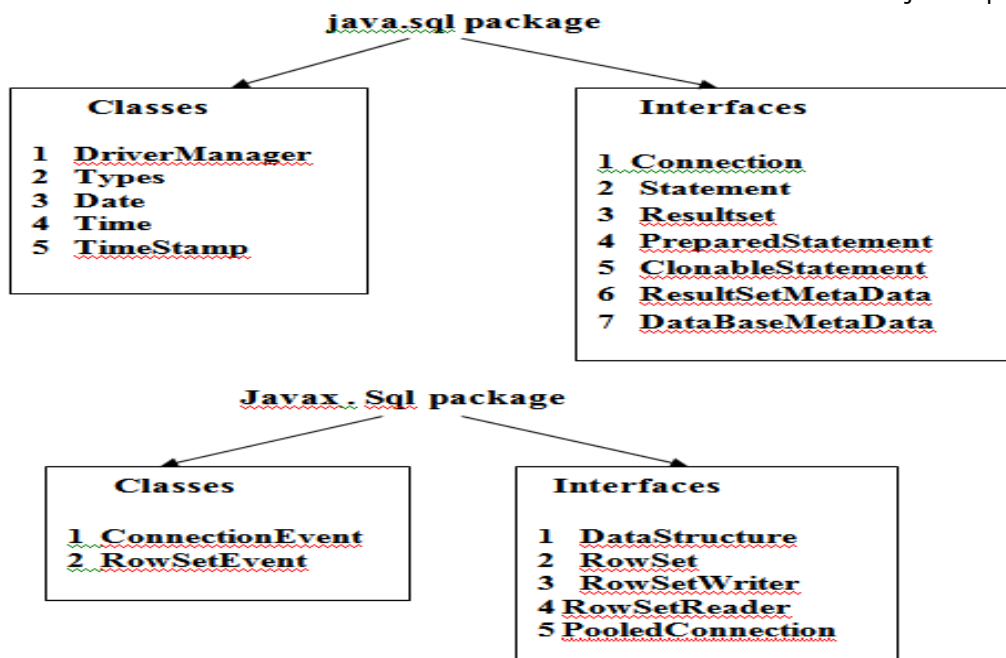 java.sql package
Classes
1 DriverManager
2 Types
3 Date
4 Time
5 TimeStamp
Interfaces
1 Connection
2 Statement
3 Resultset
4 PreparedStatement
5 ClonableStatement
6 ResultSetMetaData
7 DataBaseMetaData
Javax . Sql package
Classes
1 ConnectionEvent
2 RowSetEvent
Interfaces
1 DataStructure
2 RowSet
3 RowSetWriter
4 RowSetReader
5 PooledConnection